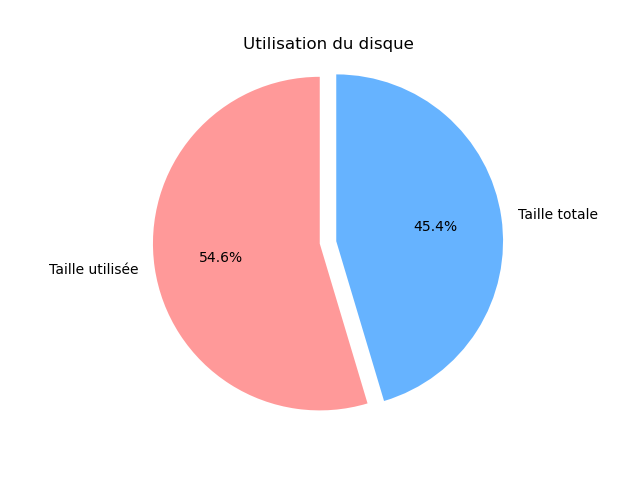 Utilisation du disque
Taille totale
45.4%
54.6%
Taille utilisée